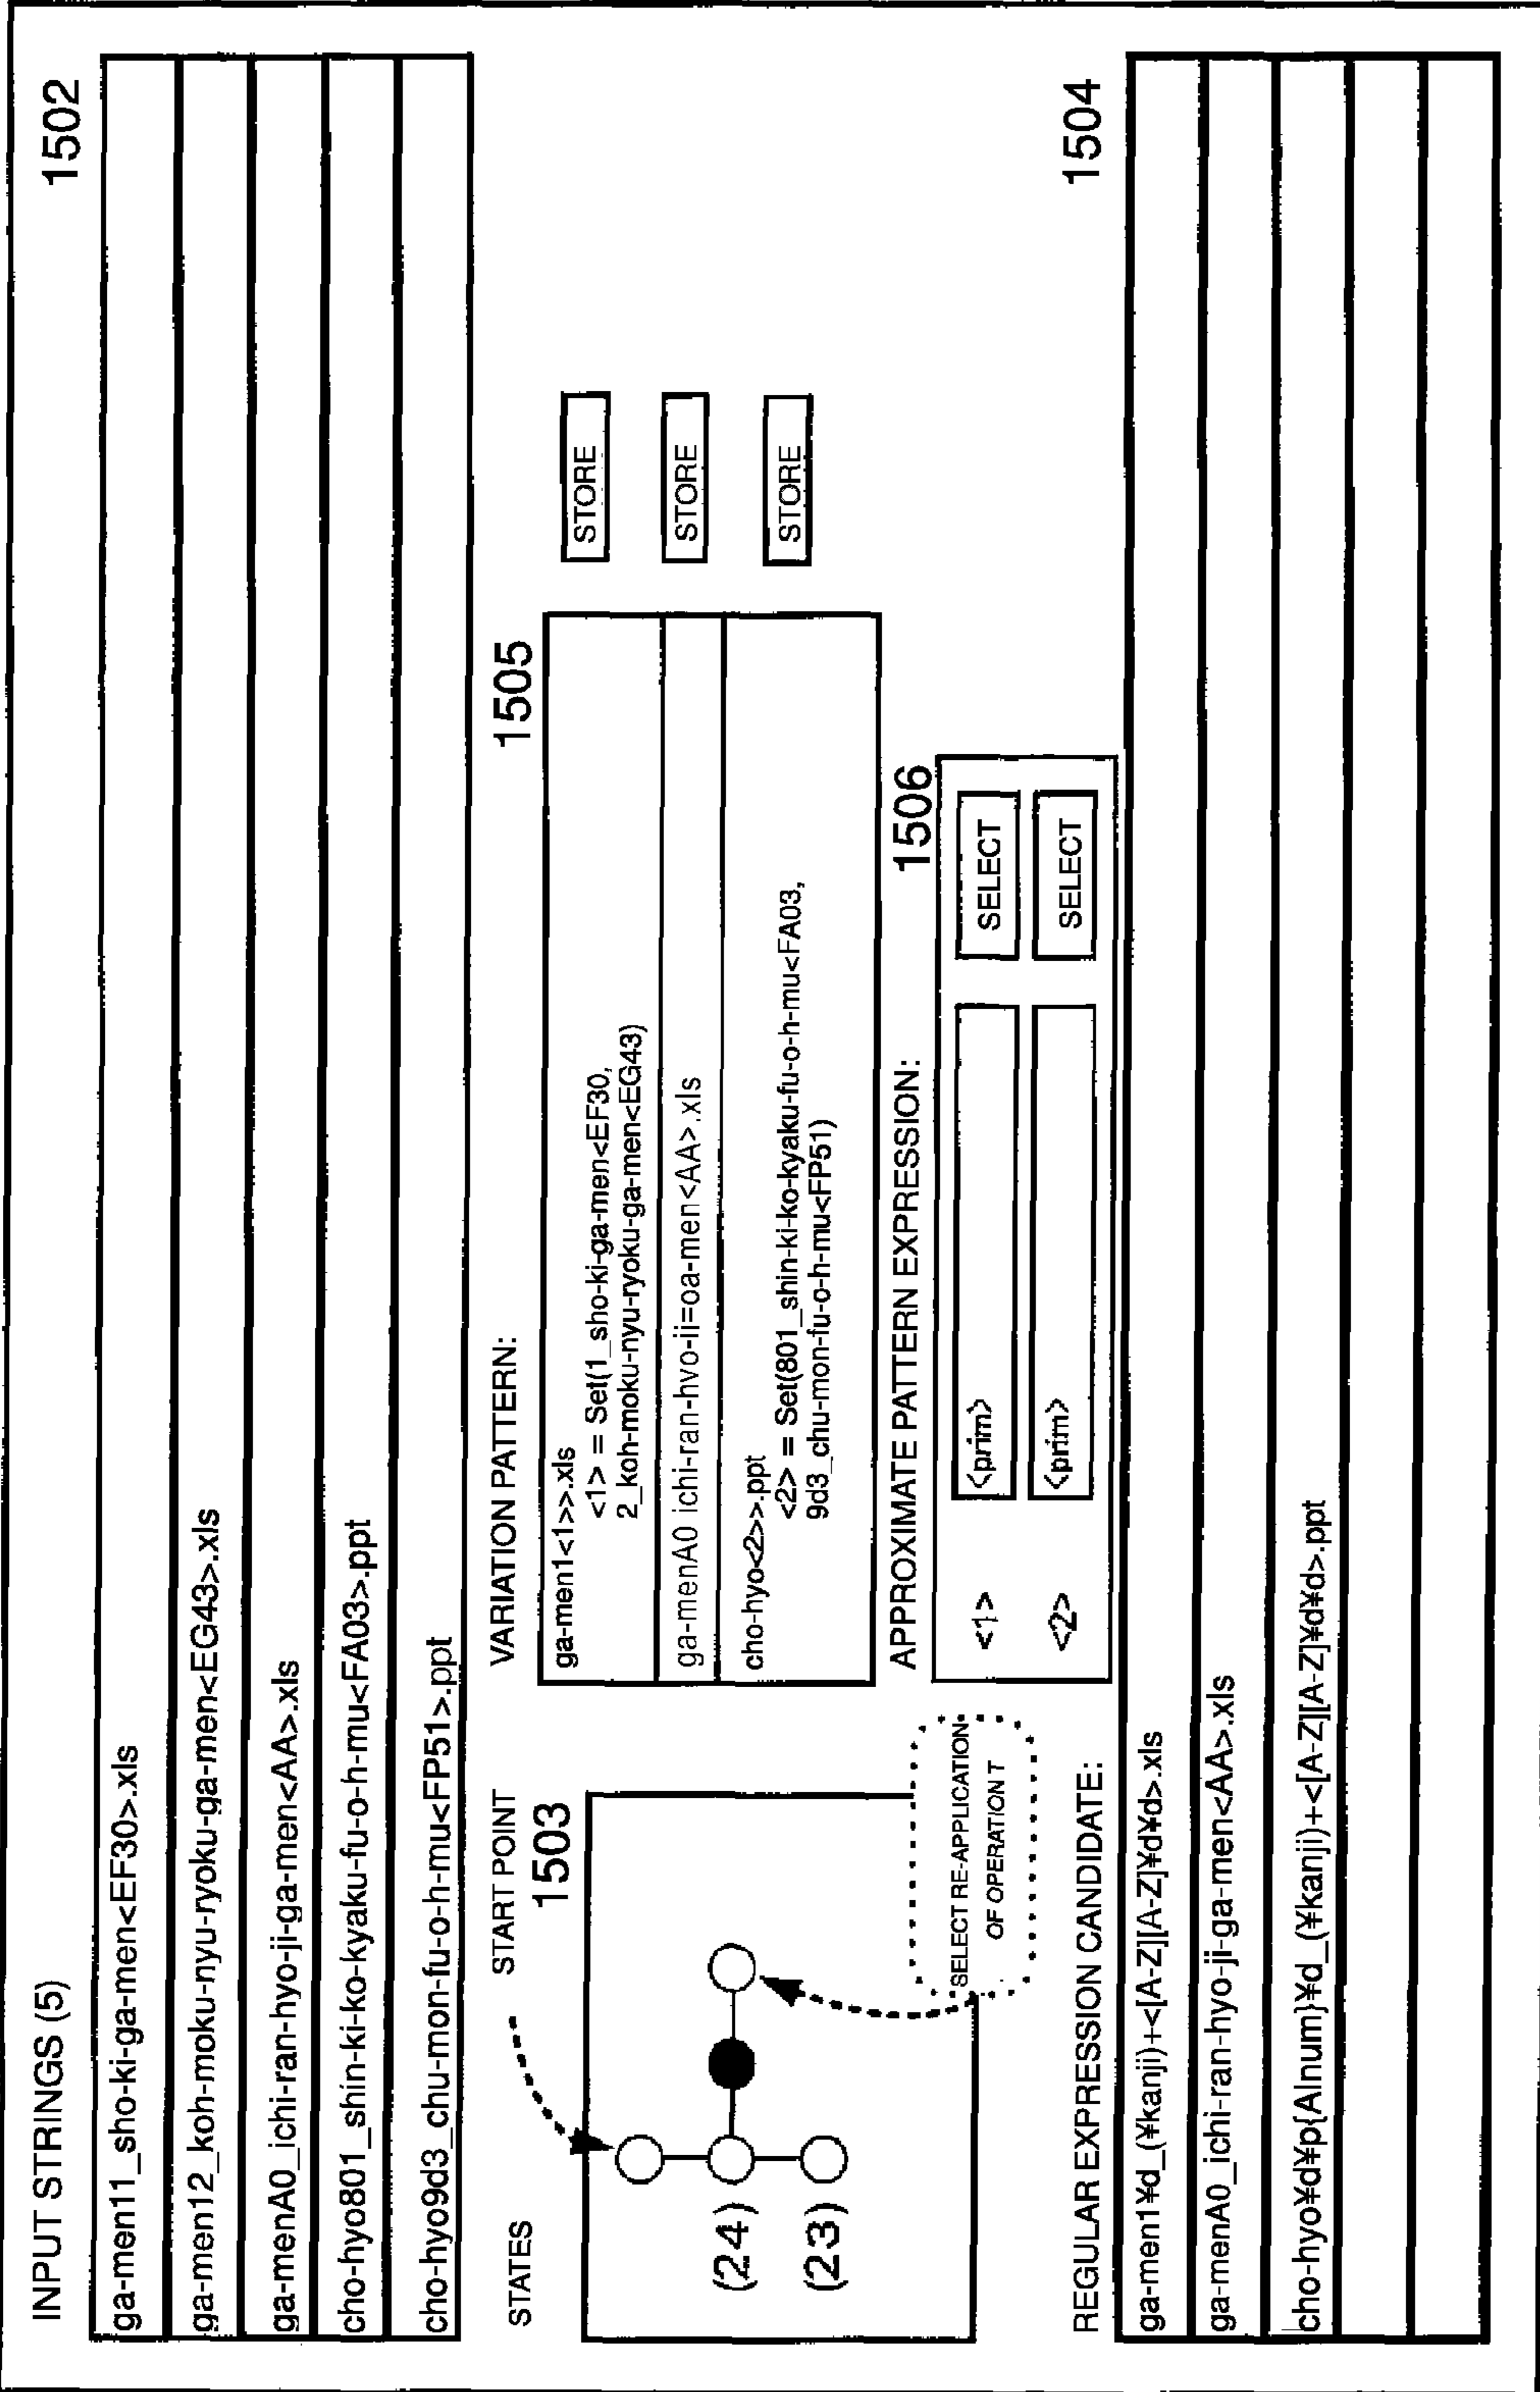 INPUT STRINGS (5)
1502
ga-men11_sho-ki-ga-men<EF30>.xls
ga-men12_koh-moku-nyu-ryoku-ga-men<EG43>.xls
ga-menA0_ichi-ran-hyo-ji-ga-men<AA>.xls
cho-hyo801_shin-ki-ko-kyaku-fu-o-h-mu<FA03>.ppt
cho-hyo9d3_chu-mon-fu-o-h-mu<FP51>.ppt
STATES
START POINT
1503
(24)
(23)
SELECT RE-APPLICATION
OF OPERATION T
VARIATION PATTERN:
1505
ga-men1<1>>.xls
<1> = Set(1_sho-ki-ga-men<EF30,
2_koh-moku-nyu-ryoku-ga-men<EG43)
ga-menA0 ichi-ran-hvo-ii=oa-men<AA>.xls
cho-hyo<2>>.ppt
<2> = Set(801_shin-ki-ko-kyaku-fu-o-h-mu<FA03,
9d3_chu-mon-fu-o-h-mu<FP51)
STORE
STORE
STORE
APPROXIMATE PATTERN EXPRESSION:
1506
<1> <prim> SELECT
<2> <prim> SELECT
REGULAR EXPRESSION CANDIDATE:
1504
ga-men1¥d_(¥kanji)+<[A-Z][A-Z]¥d¥d>.xls
ga-menA0_ichi-ran-hyo-ji-ga-men<AA>.xls
cho-hyo¥d¥p{Alnum}¥d_(¥kanji)+<[A-Z][A-Z]¥d¥d>.ppt